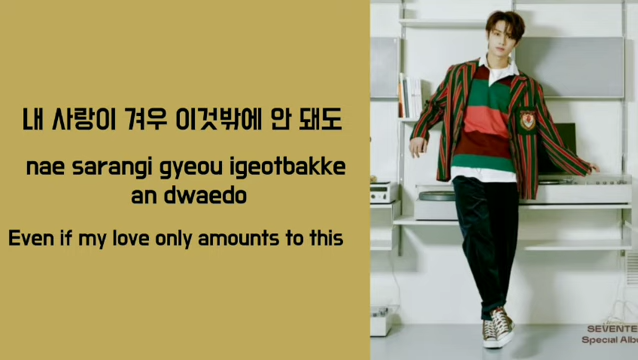 내 사랑이 겨우 이것밖에 안 돼도
nae sarangi gyeou igeotbakke
an dwaedo
Even if my love only amounts to this
SEVENTE
Special Alb